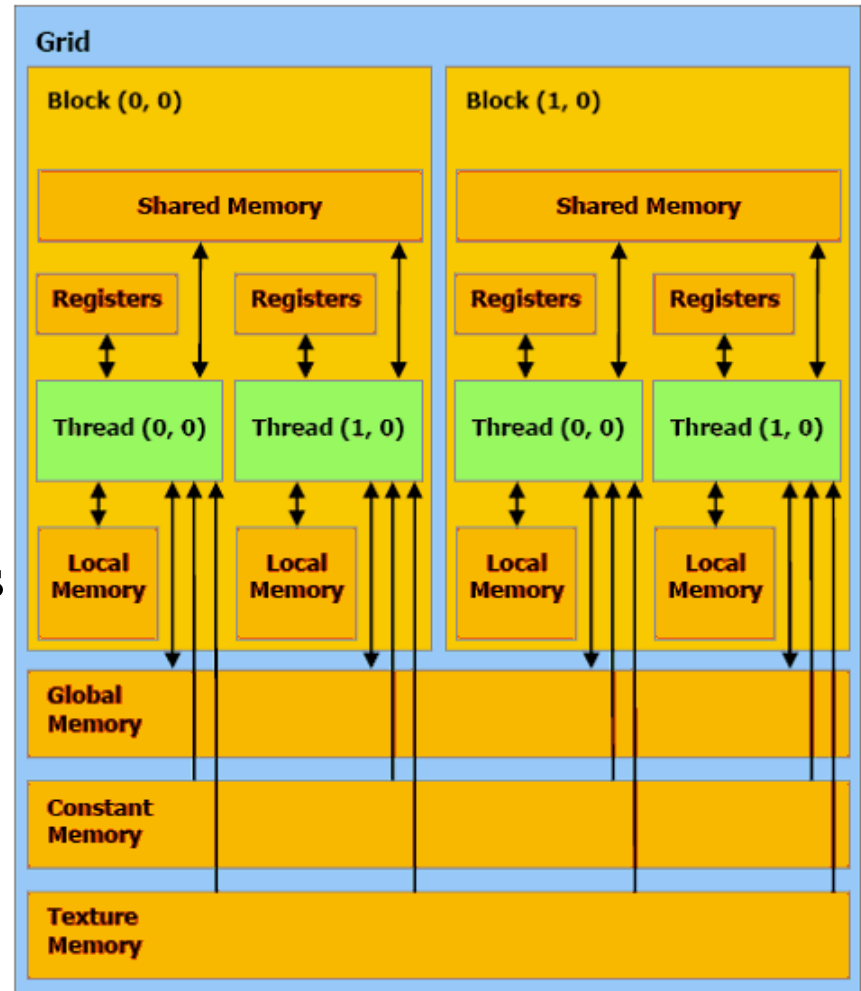 Grid
Block (0, 0)
Block (1, 0)
Shared Memory
Shared Memory
Registers
Registers
Registers
Registers
Thread (0, 0)
Thread (1, 0)
Thread (0, 0)
Thread (1, 0)
s
Local
Memory
Local
Memory
Local
Memory
Local
Memory
Global
Memory
Constant
Memory
Texture
Memory